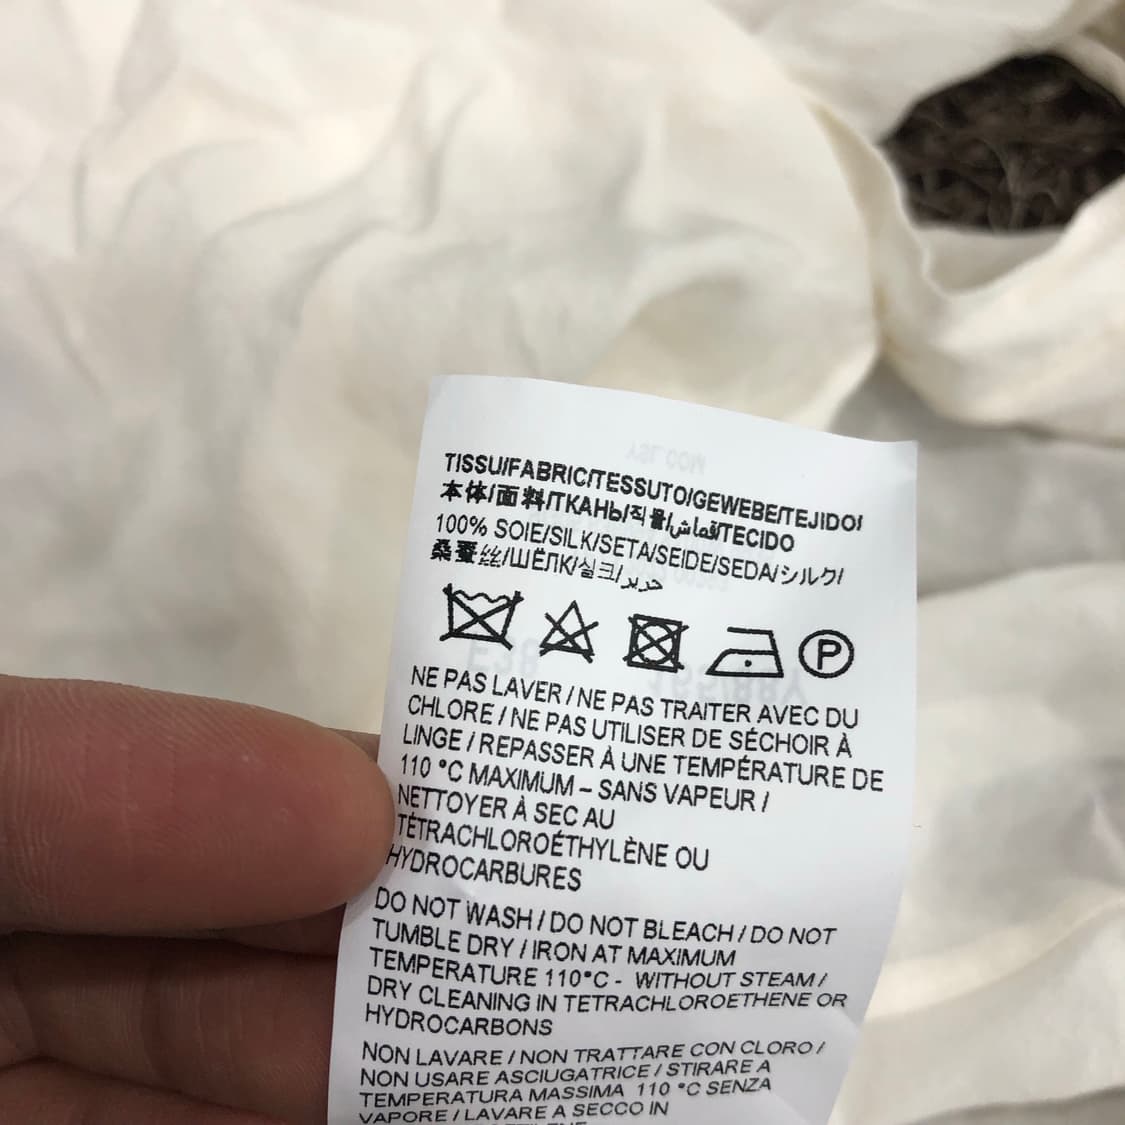 TISSU/FABRIC/TESSUTO/GEWEBE/TEJIDO/
本体/面料/ТКАНЬ/직물/قماش/TECIDO
100% SOIE/SILK/SETA/SEIDE/SEDA/シルク/
桑蚕丝/ШЁЛК/실크/حرير
P
NE PAS LAVER / NE PAS TRAITER AVEC DU
CHLORE / NE PAS UTILISER DE SÉCHOIR À
LINGE / REPASSER À UNE TEMPÉRATURE DE
110 °C MAXIMUM – SANS VAPEUR /
NETTOYER À SEC AU
TÉTRACHLOROÉTHYLÈNE OU
HYDROCARBURES
DO NOT WASH / DO NOT BLEACH / DO NOT
TUMBLE DRY / IRON AT MAXIMUM
TEMPERATURE 110°C - WITHOUT STEAM /
DRY CLEANING IN TETRACHLOROETHENE OR
HYDROCARBONS
NON LAVARE / NON TRATTARE CON CLORO /
NON USARE ASCIUGATRICE / STIRARE A
TEMPERATURA MASSIMA 110 °C SENZA
VAPORE / LAVARE A SECCO IN